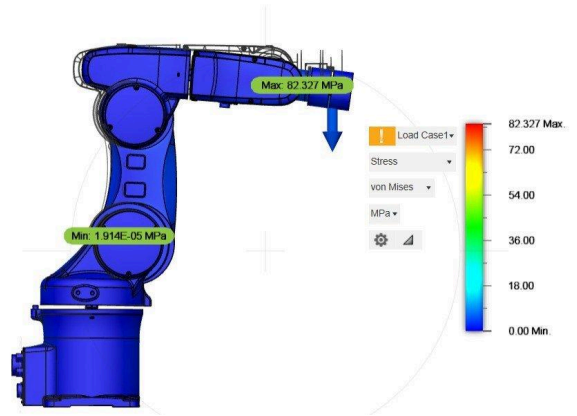 Max: 82.327 MPa
Min: 1.914E-05 MPa
Load Case1
Stress
von Mises
MPa
82.327 Max.
72.00
54.00
36.00
18.00
0.00 Min.